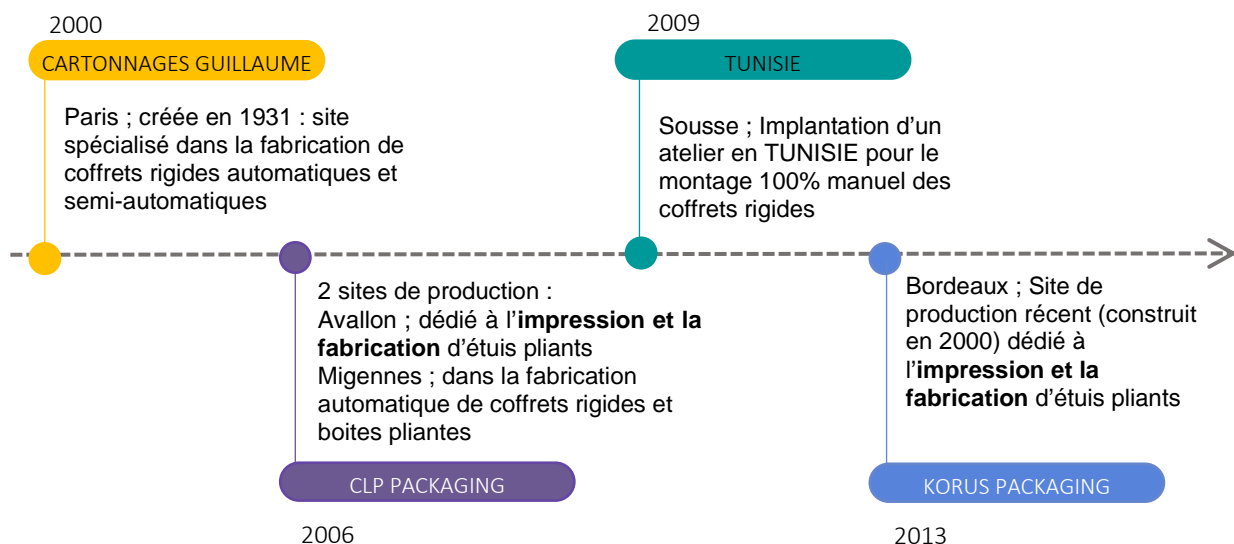 2000
CARTONNAGES GUILLAUME
Paris ; créée en 1931 : site
spécialisé dans la fabrication de
coffrets rigides automatiques et
semi-automatiques
2 sites de production :
Avallon ; dédié à l’impression et la
fabrication d’étuis pliants
Migennes ; dans la fabrication
automatique de coffrets rigides et
boites pliantes
CLP PACKAGING
2006
2009
TUNISIE
Sousse ; Implantation d’un
atelier en TUNISIE pour le
montage 100% manuel des
coffrets rigides
Bordeaux ; Site de
production récent (construit
en 2000) dédié à
l’impression et la
fabrication d’étuis pliants
KORUS PACKAGING
2013